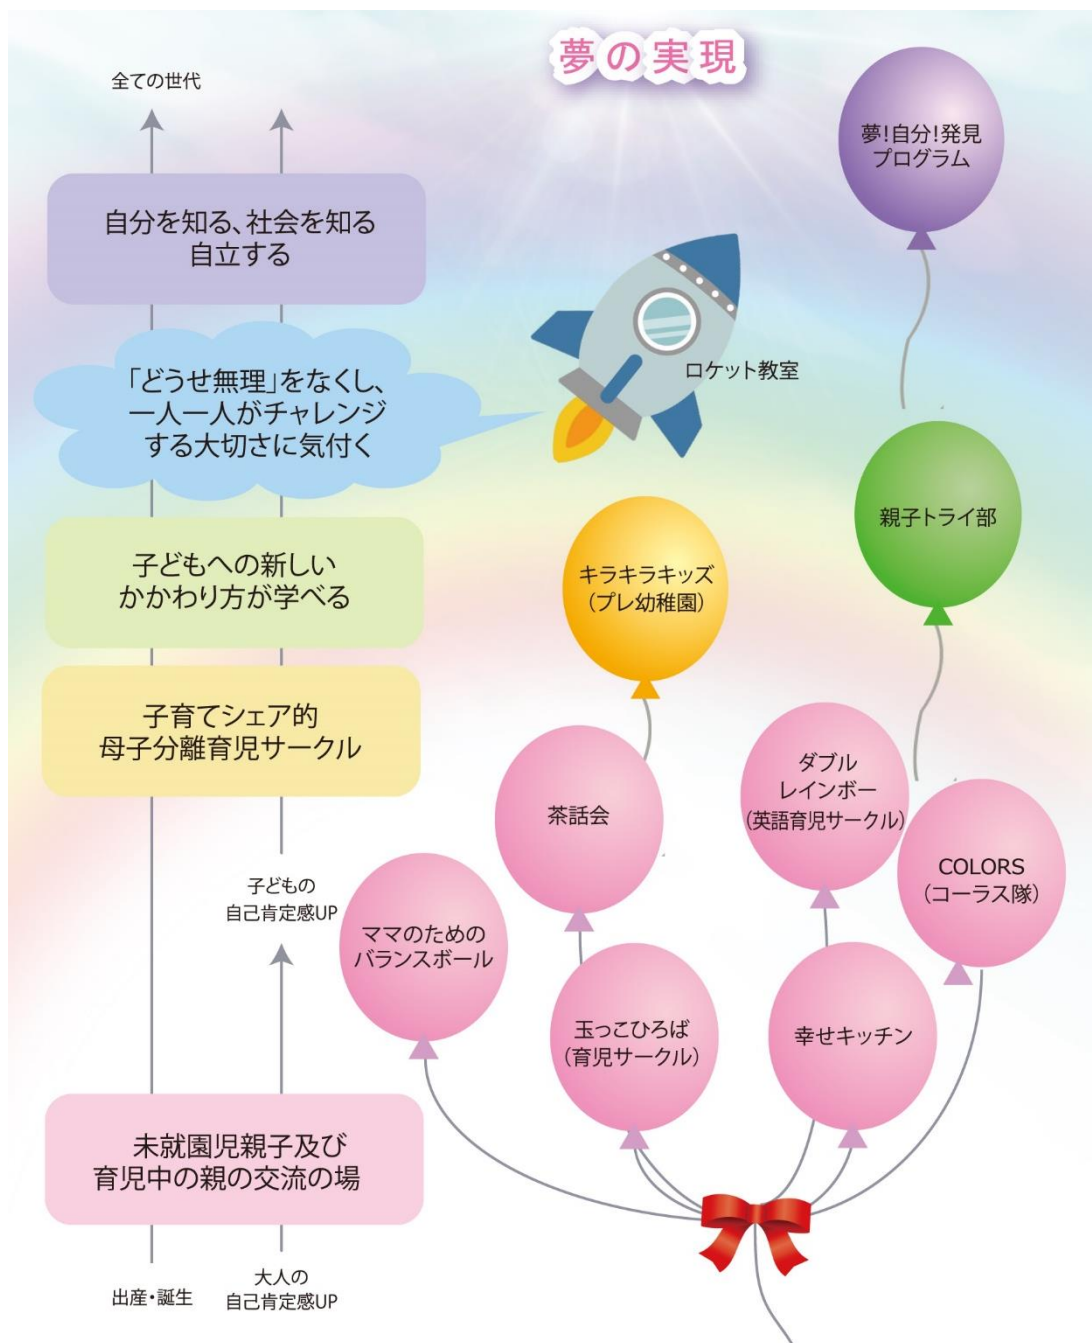 夢の実現
全ての世代
夢!自分!発見
プログラム
自分を知る、社会を知る
自立する
「どうせ無理」をなくし、
一人一人がチャレンジ
する大切さに気付く
ロケット教室
親子トライ部
子どもへの新しい
かかわり方が学べる
キラキラキッズ
(プレ幼稚園)
子育てシェア的
母子分離育児サークル
茶話会
ダブル
レインボー
(英語育児サークル)
COLORS
(コーラス隊)
子どもの
自己肯定感UP
ママのための
バランスボール
玉っこひろば
(育児サークル)
幸せキッチン
未就園児親子及び
育児中の親の交流の場
出産・誕生
大人の
自己肯定感UP